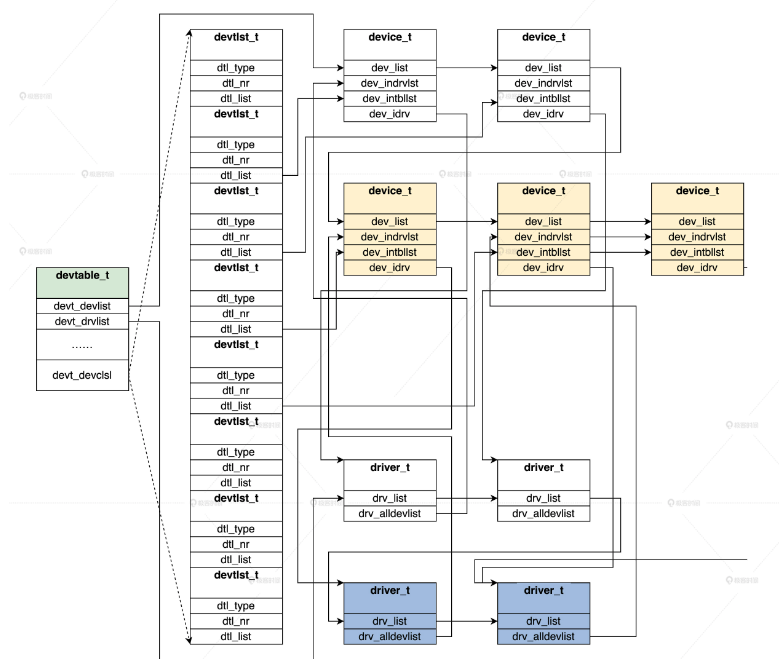 devtable_t
devt_devlist
devt_drvlist
......
devt_devclsl
devtlst_t
dtl_type
dtl_nr
dtl_list
devtlst_t
dtl_type
dtl_nr
dtl_list
devtlst_t
dtl_type
dtl_nr
dtl_list
devtlst_t
dtl_type
dtl_nr
dtl_list
devtlst_t
dtl_type
dtl_nr
dtl_list
devtlst_t
dtl_type
dtl_nr
dtl_list
devtlst_t
dtl_type
dtl_nr
dtl_list
devtlst_t
dtl_type
dtl_nr
dtl_list
device_t
dev_list
dev_indrvlst
dev_intbllst
dev_idrv
device_t
dev_list
dev_indrvlst
dev_intbllst
dev_idrv
device_t
dev_list
dev_indrvlst
dev_intbllst
dev_idrv
device_t
dev_list
dev_indrvlst
dev_intbllst
dev_idrv
device_t
dev_list
dev_indrvlst
dev_intbllst
dev_idrv
driver_t
drv_list
drv_alldevlist
driver_t
drv_list
drv_alldevlist
driver_t
drv_list
drv_alldevlist
driver_t
drv_list
drv_alldevlist